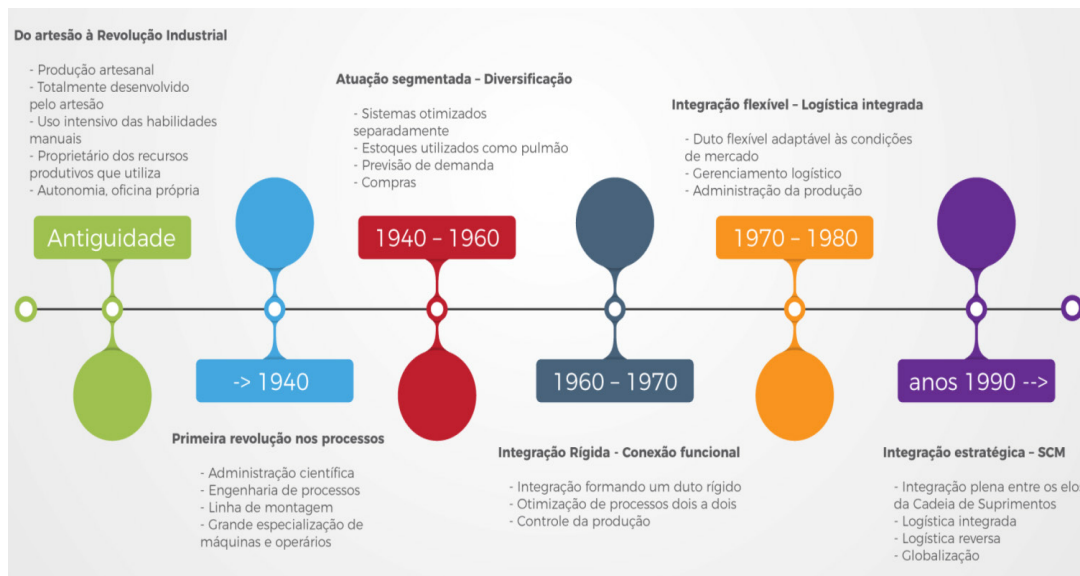 Do artesão à Revolução Industrial
- Produção artesanal
- Totalmente desenvolvido
pelo artesão
- Uso intensivo das habilidades
manuais
- Proprietário dos recursos
produtivos que utiliza
- Autonomia, oficina própria
Antiguidade
-> 1940
Primeira revolução nos processos
- Administração científica
- Engenharia de processos
- Linha de montagem
- Grande especialização de
máquinas e operários
Atuação segmentada – Diversificação
- Sistemas otimizados
separadamente
- Estoques utilizados como pulmão
- Previsão de demanda
- Compras
1940 – 1960
1960 – 1970
Integração Rígida - Conexão funcional
- Integração formando um duto rígido
- Otimização de processos dois a dois
- Controle da produção
Integração flexível – Logística integrada
- Duto flexível adaptável às condições
de mercado
- Gerenciamento logístico
- Administração da produção
1970 – 1980
anos 1990 -->
Integração estratégica – SCM
- Integração plena entre os elos
da Cadeia de Suprimentos
- Logística integrada
- Logística reversa
- Globalização